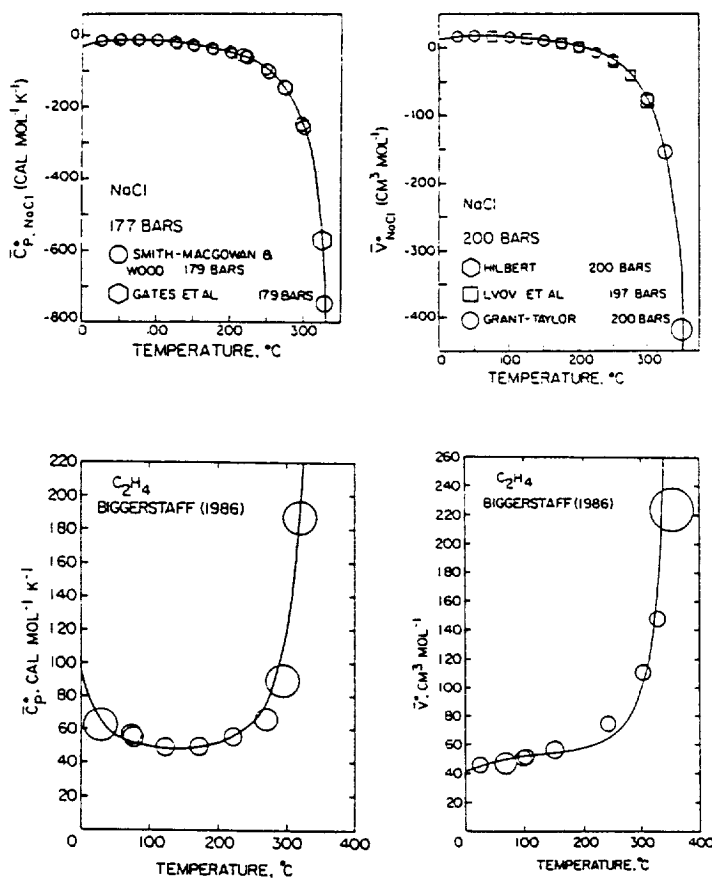 0
-200
-400
-600
-800
C̄°P, NaCl (CAL MOL⁻¹ K⁻¹)
NaCl
177 BARS
SMITH-MACGOWAN &
WOOD 179 BARS
GATES ET AL 179 BARS
0 100 200 300
TEMPERATURE, °C
0
-100
-200
-300
-400
V̄°NaCl (CM³ MOL⁻¹)
NaCl
200 BARS
HILBERT 200 BARS
LVOV ET AL 197 BARS
GRANT-TAYLOR 200 BARS
0 100 200 300
TEMPERATURE, °C
220
200
180
160
140
120
100
80
60
40
20
0
C̄°P, CAL MOL⁻¹ K⁻¹
C₂H₄
BIGGERSTAFF (1986)
0 100 200 300 400
TEMPERATURE, °C
260
240
220
200
180
160
140
120
100
80
60
40
20
0
V̄°, CM³ MOL⁻¹
C₂H₄
BIGGERSTAFF (1986)
0 100 200 300 400
TEMPERATURE, °C